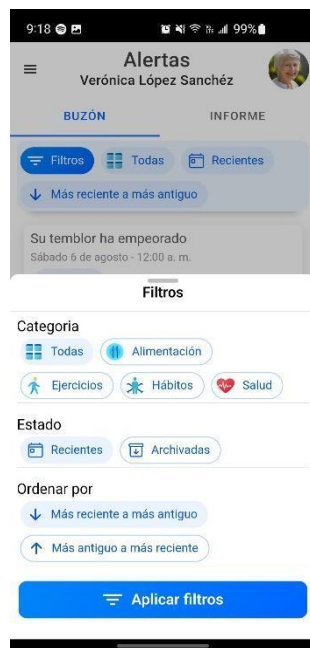 9:18 99%
Alertas
Verónica López Sanchéz
BUZÓN INFORME
Filtros Todas Recientes
Más reciente a más antiguo
Su temblor ha empeorado
Sábado 6 de agosto - 12:00 a. m.
Filtros
Categoria
Todas Alimentación
Ejercicios Hábitos Salud
Estado
Recientes Archivadas
Ordenar por
Más reciente a más antiguo
Más antiguo a más reciente
Aplicar filtros